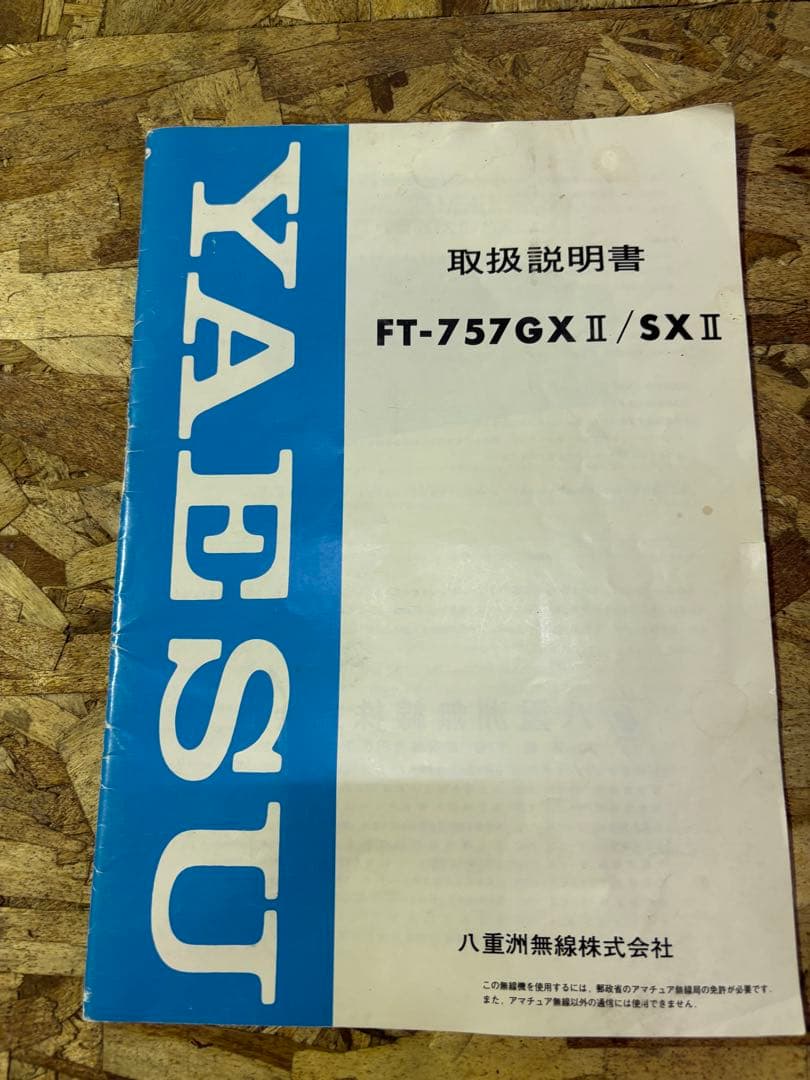 YAESU
取扱説明書
FT-757GXⅡ/SXⅡ
八重洲無線株式会社
この無線機を使用するには、郵政省のアマチュア無線局の免許が必要です.
また、アマチュア無線以外の通信には使用できません.